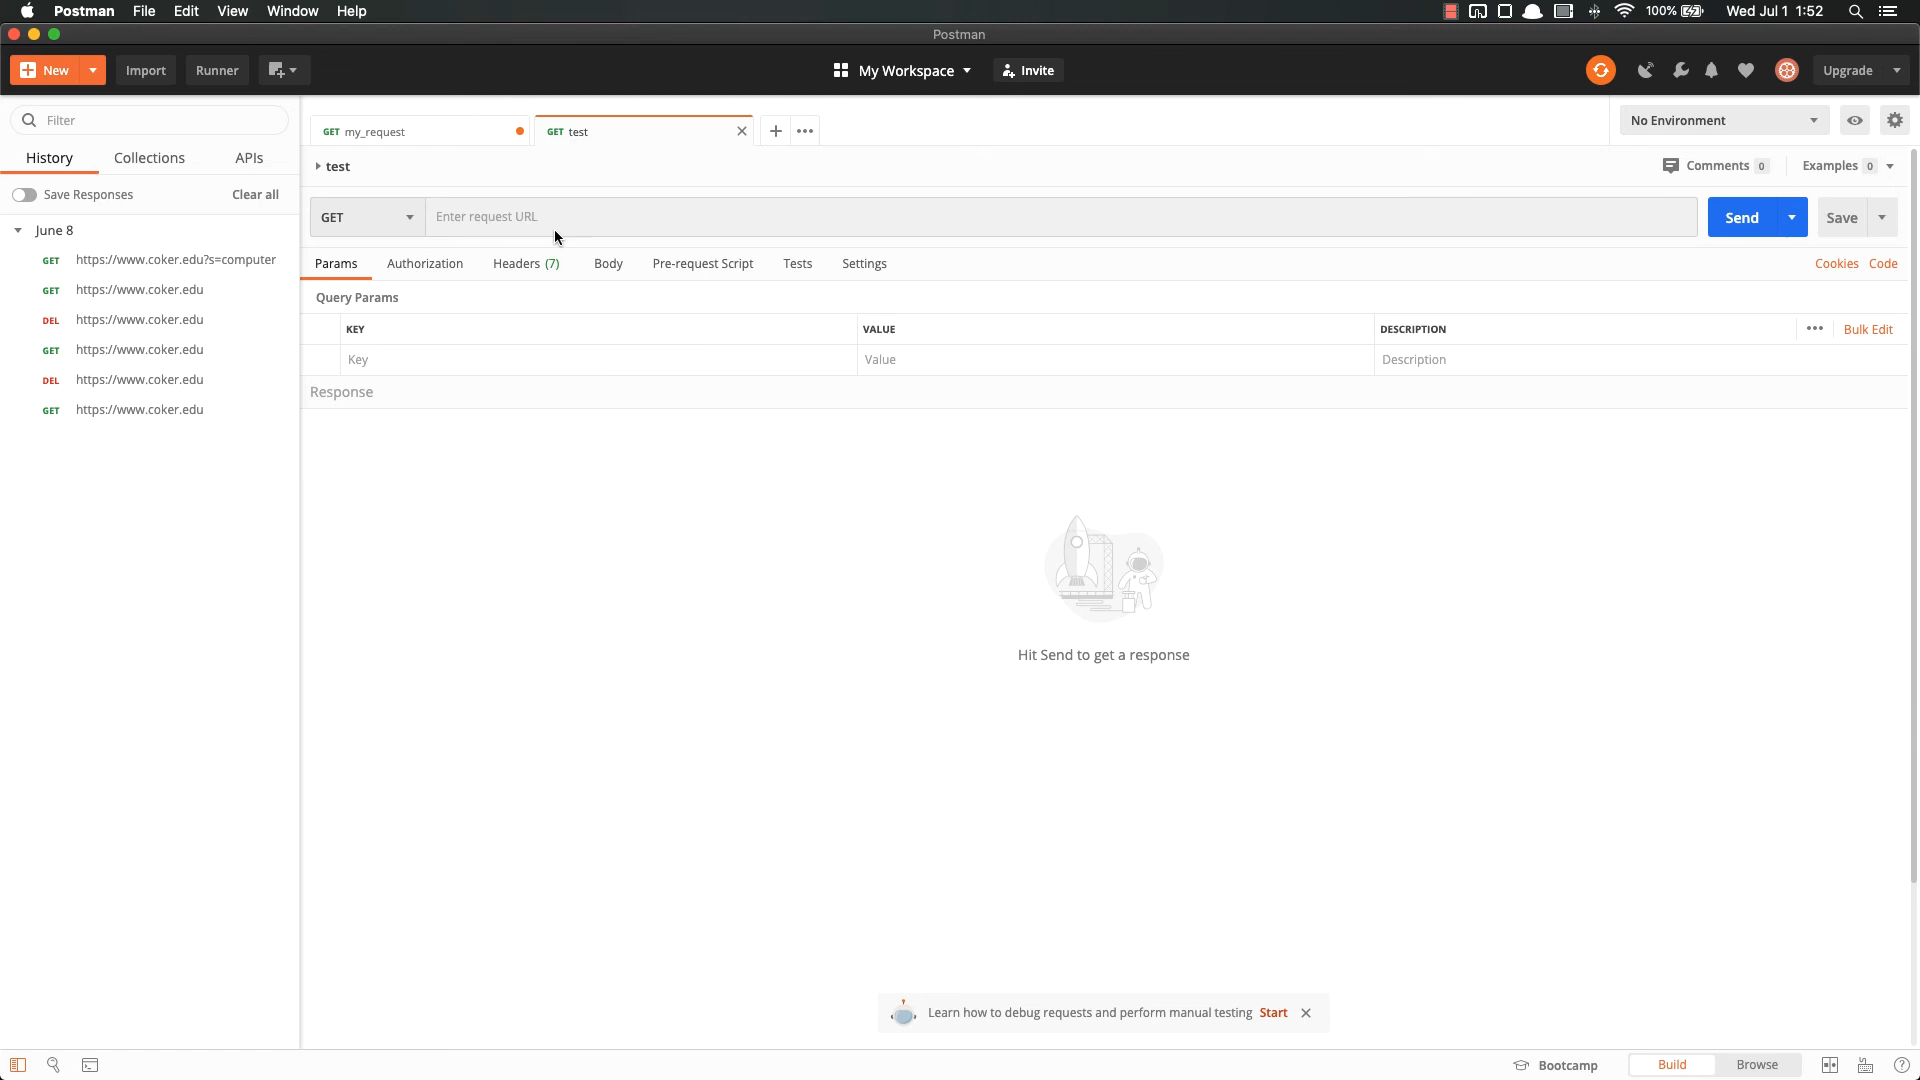 Postman File Edit View Window Help 100% Wed Jul 1 1:52
Postman
New Import Runner My Workspace Invite Upgrade
Filter
GET my_request GET test No Environment
History Collections APIs
test Comments 0 Examples 0
Save Responses Clear all
GET Enter request URL Send Save
June 8
GET https://www.coker.edu?s=computer
GET https://www.coker.edu
DEL https://www.coker.edu
GET https://www.coker.edu
DEL https://www.coker.edu
GET https://www.coker.edu
Params Authorization Headers (7) Body Pre-request Script Tests Settings Cookies Code
Query Params
KEY VALUE DESCRIPTION Bulk Edit
Key Value Description
Response
Hit Send to get a response
Learn how to debug requests and perform manual testing Start
Bootcamp Build Browse